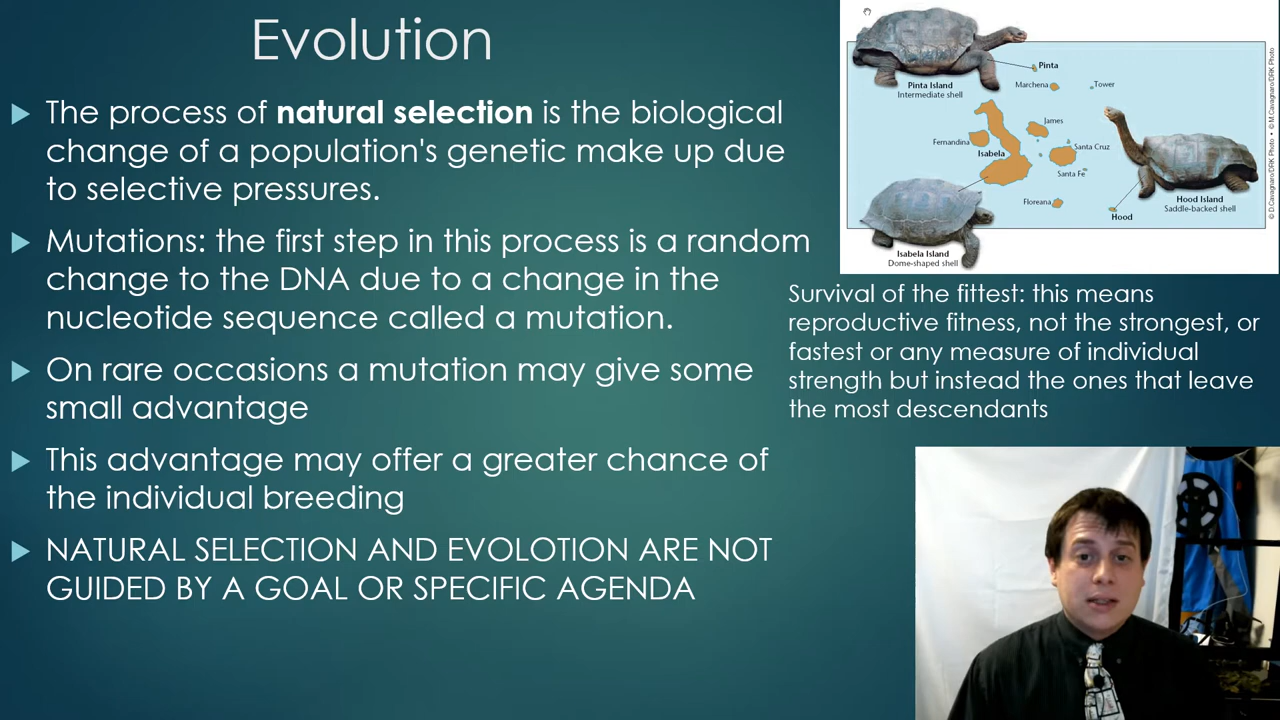 Evolution
The process of natural selection is the biological
change of a population's genetic make up due
to selective pressures.
Mutations: the first step in this process is a random
change to the DNA due to a change in the
nucleotide sequence called a mutation.
On rare occasions a mutation may give some
small advantage
This advantage may offer a greater chance of
the individual breeding
NATURAL SELECTION AND EVOLOTION ARE NOT
GUIDED BY A GOAL OR SPECIFIC AGENDA
Pinta Island
Intermediate shell
Pinta
Marchena
Tower
James
Fernandina
Isabela
Santa Cruz
Santa Fe
Floreana
Hood
Hood Island
Saddle-backed shell
Isabela Island
Dome-shaped shell
© D.Cavagnaro/DRK Photo • © M.Cavagnaro/DRK Photo
Survival of the fittest: this means
reproductive fitness, not the strongest, or
fastest or any measure of individual
strength but instead the ones that leave
the most descendants